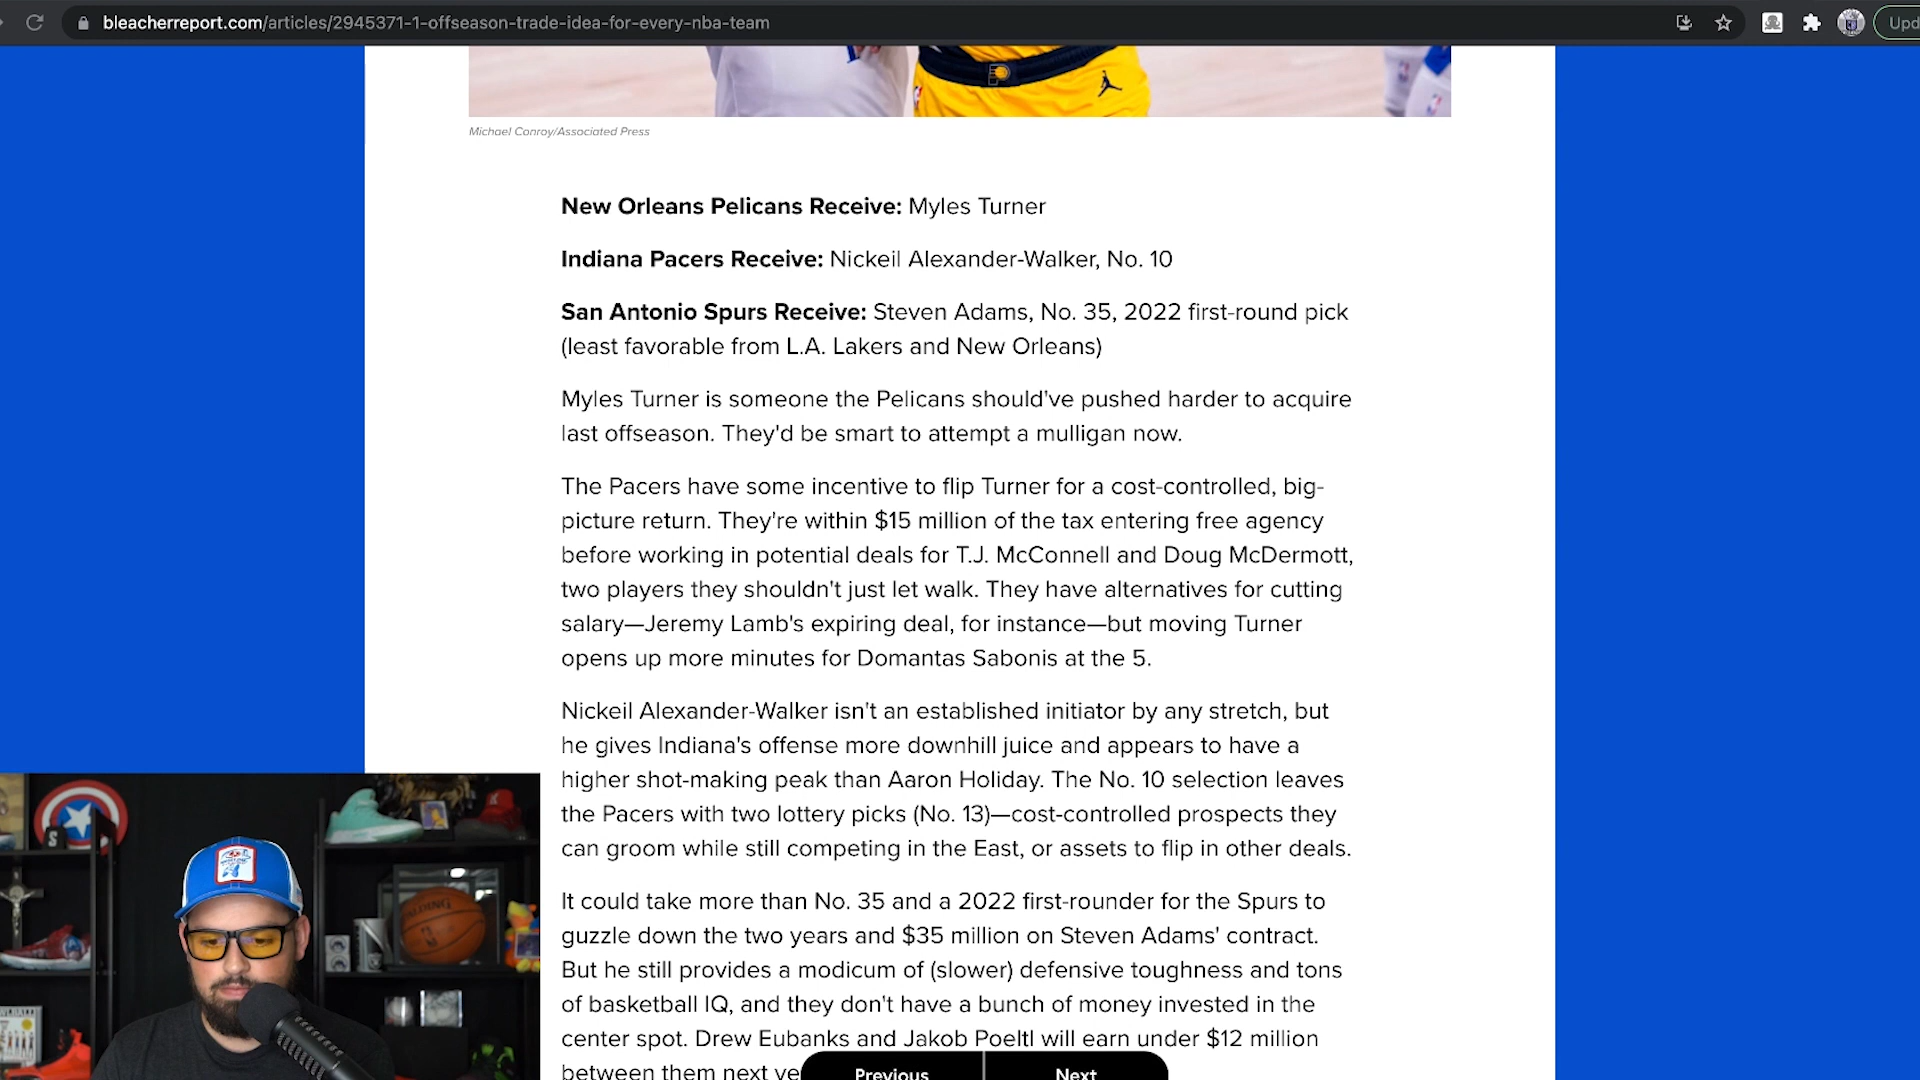 bleacherreport.com/articles/2945371-1-offseason-trade-idea-for-every-nba-team
Upd
Michael Conroy/Associated Press
New Orleans Pelicans Receive: Myles Turner
Indiana Pacers Receive: Nickeil Alexander-Walker, No. 10
San Antonio Spurs Receive: Steven Adams, No. 35, 2022 first-round pick
(least favorable from L.A. Lakers and New Orleans)
Myles Turner is someone the Pelicans should've pushed harder to acquire
last offseason. They'd be smart to attempt a mulligan now.
The Pacers have some incentive to flip Turner for a cost-controlled, big-
picture return. They're within $15 million of the tax entering free agency
before working in potential deals for T.J. McConnell and Doug McDermott,
two players they shouldn't just let walk. They have alternatives for cutting
salary—Jeremy Lamb's expiring deal, for instance—but moving Turner
opens up more minutes for Domantas Sabonis at the 5.
Nickeil Alexander-Walker isn't an established initiator by any stretch, but
he gives Indiana's offense more downhill juice and appears to have a
higher shot-making peak than Aaron Holiday. The No. 10 selection leaves
the Pacers with two lottery picks (No. 13)—cost-controlled prospects they
can groom while still competing in the East, or assets to flip in other deals.
It could take more than No. 35 and a 2022 first-rounder for the Spurs to
guzzle down the two years and $35 million on Steven Adams' contract.
But he still provides a modicum of (slower) defensive toughness and tons
of basketball IQ, and they don't have a bunch of money invested in the
center spot. Drew Eubanks and Jakob Poeltl will earn under $12 million
between them next ye
Previous
Next
SPALDING